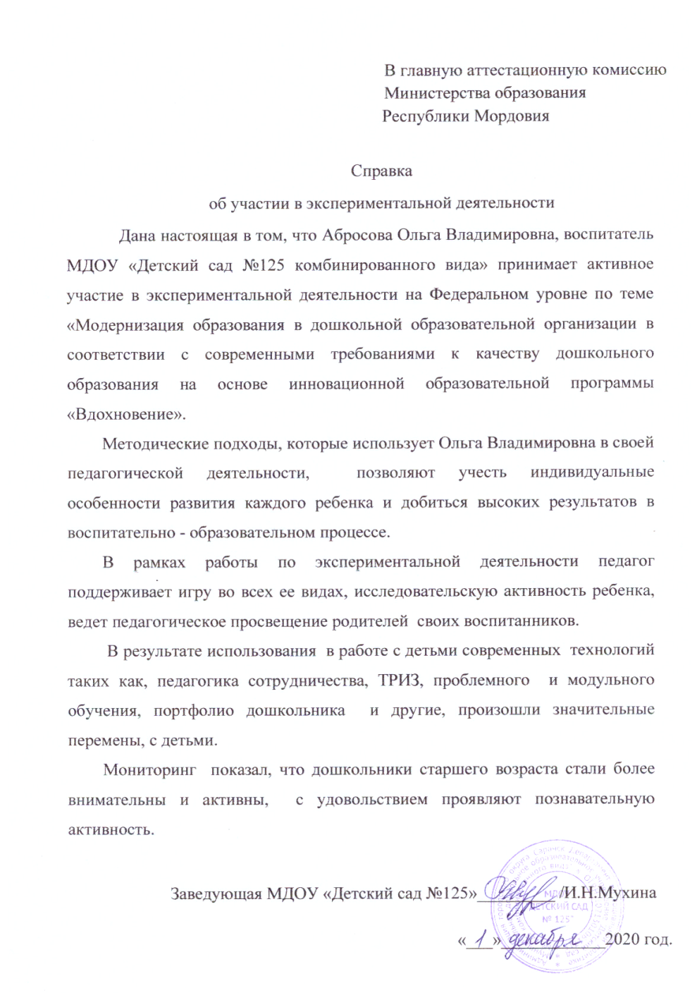 В главную аттестационную комиссию
Министерства образования
Республики Мордовия
Справка
об участии в экспериментальной деятельности
Дана настоящая в том, что Абросова Ольга Владимировна, воспитатель
МДОУ «Детский сад №125 комбинированного вида» принимает активное
участие в экспериментальной деятельности на Федеральном уровне по теме
«Модернизация образования в дошкольной образовательной организации в
соответствии с современными требованиями к качеству дошкольного
образования на основе инновационной образовательной программы
«Вдохновение».
Методические подходы, которые использует Ольга Владимировна в своей
педагогической деятельности, позволяют учесть индивидуальные
особенности развития каждого ребенка и добиться высоких результатов в
воспитательно - образовательном процессе.
В рамках работы по экспериментальной деятельности педагог
поддерживает игру во всех ее видах, исследовательскую активность ребенка,
ведет педагогическое просвещение родителей своих воспитанников.
В результате использования в работе с детьми современных технологий
таких как, педагогика сотрудничества, ТРИЗ, проблемного и модульного
обучения, портфолио дошкольника и другие, произошли значительные
перемены, с детьми.
Мониторинг показал, что дошкольники старшего возраста стали более
внимательны и активны, с удовольствием проявляют познавательную
активность.
Заведующая МДОУ «Детский сад №125»_________ /И.Н.Мухина
МДОУ
ДЕТСКИЙ САД
№ 125
«_1_»_декабря_2020 год.